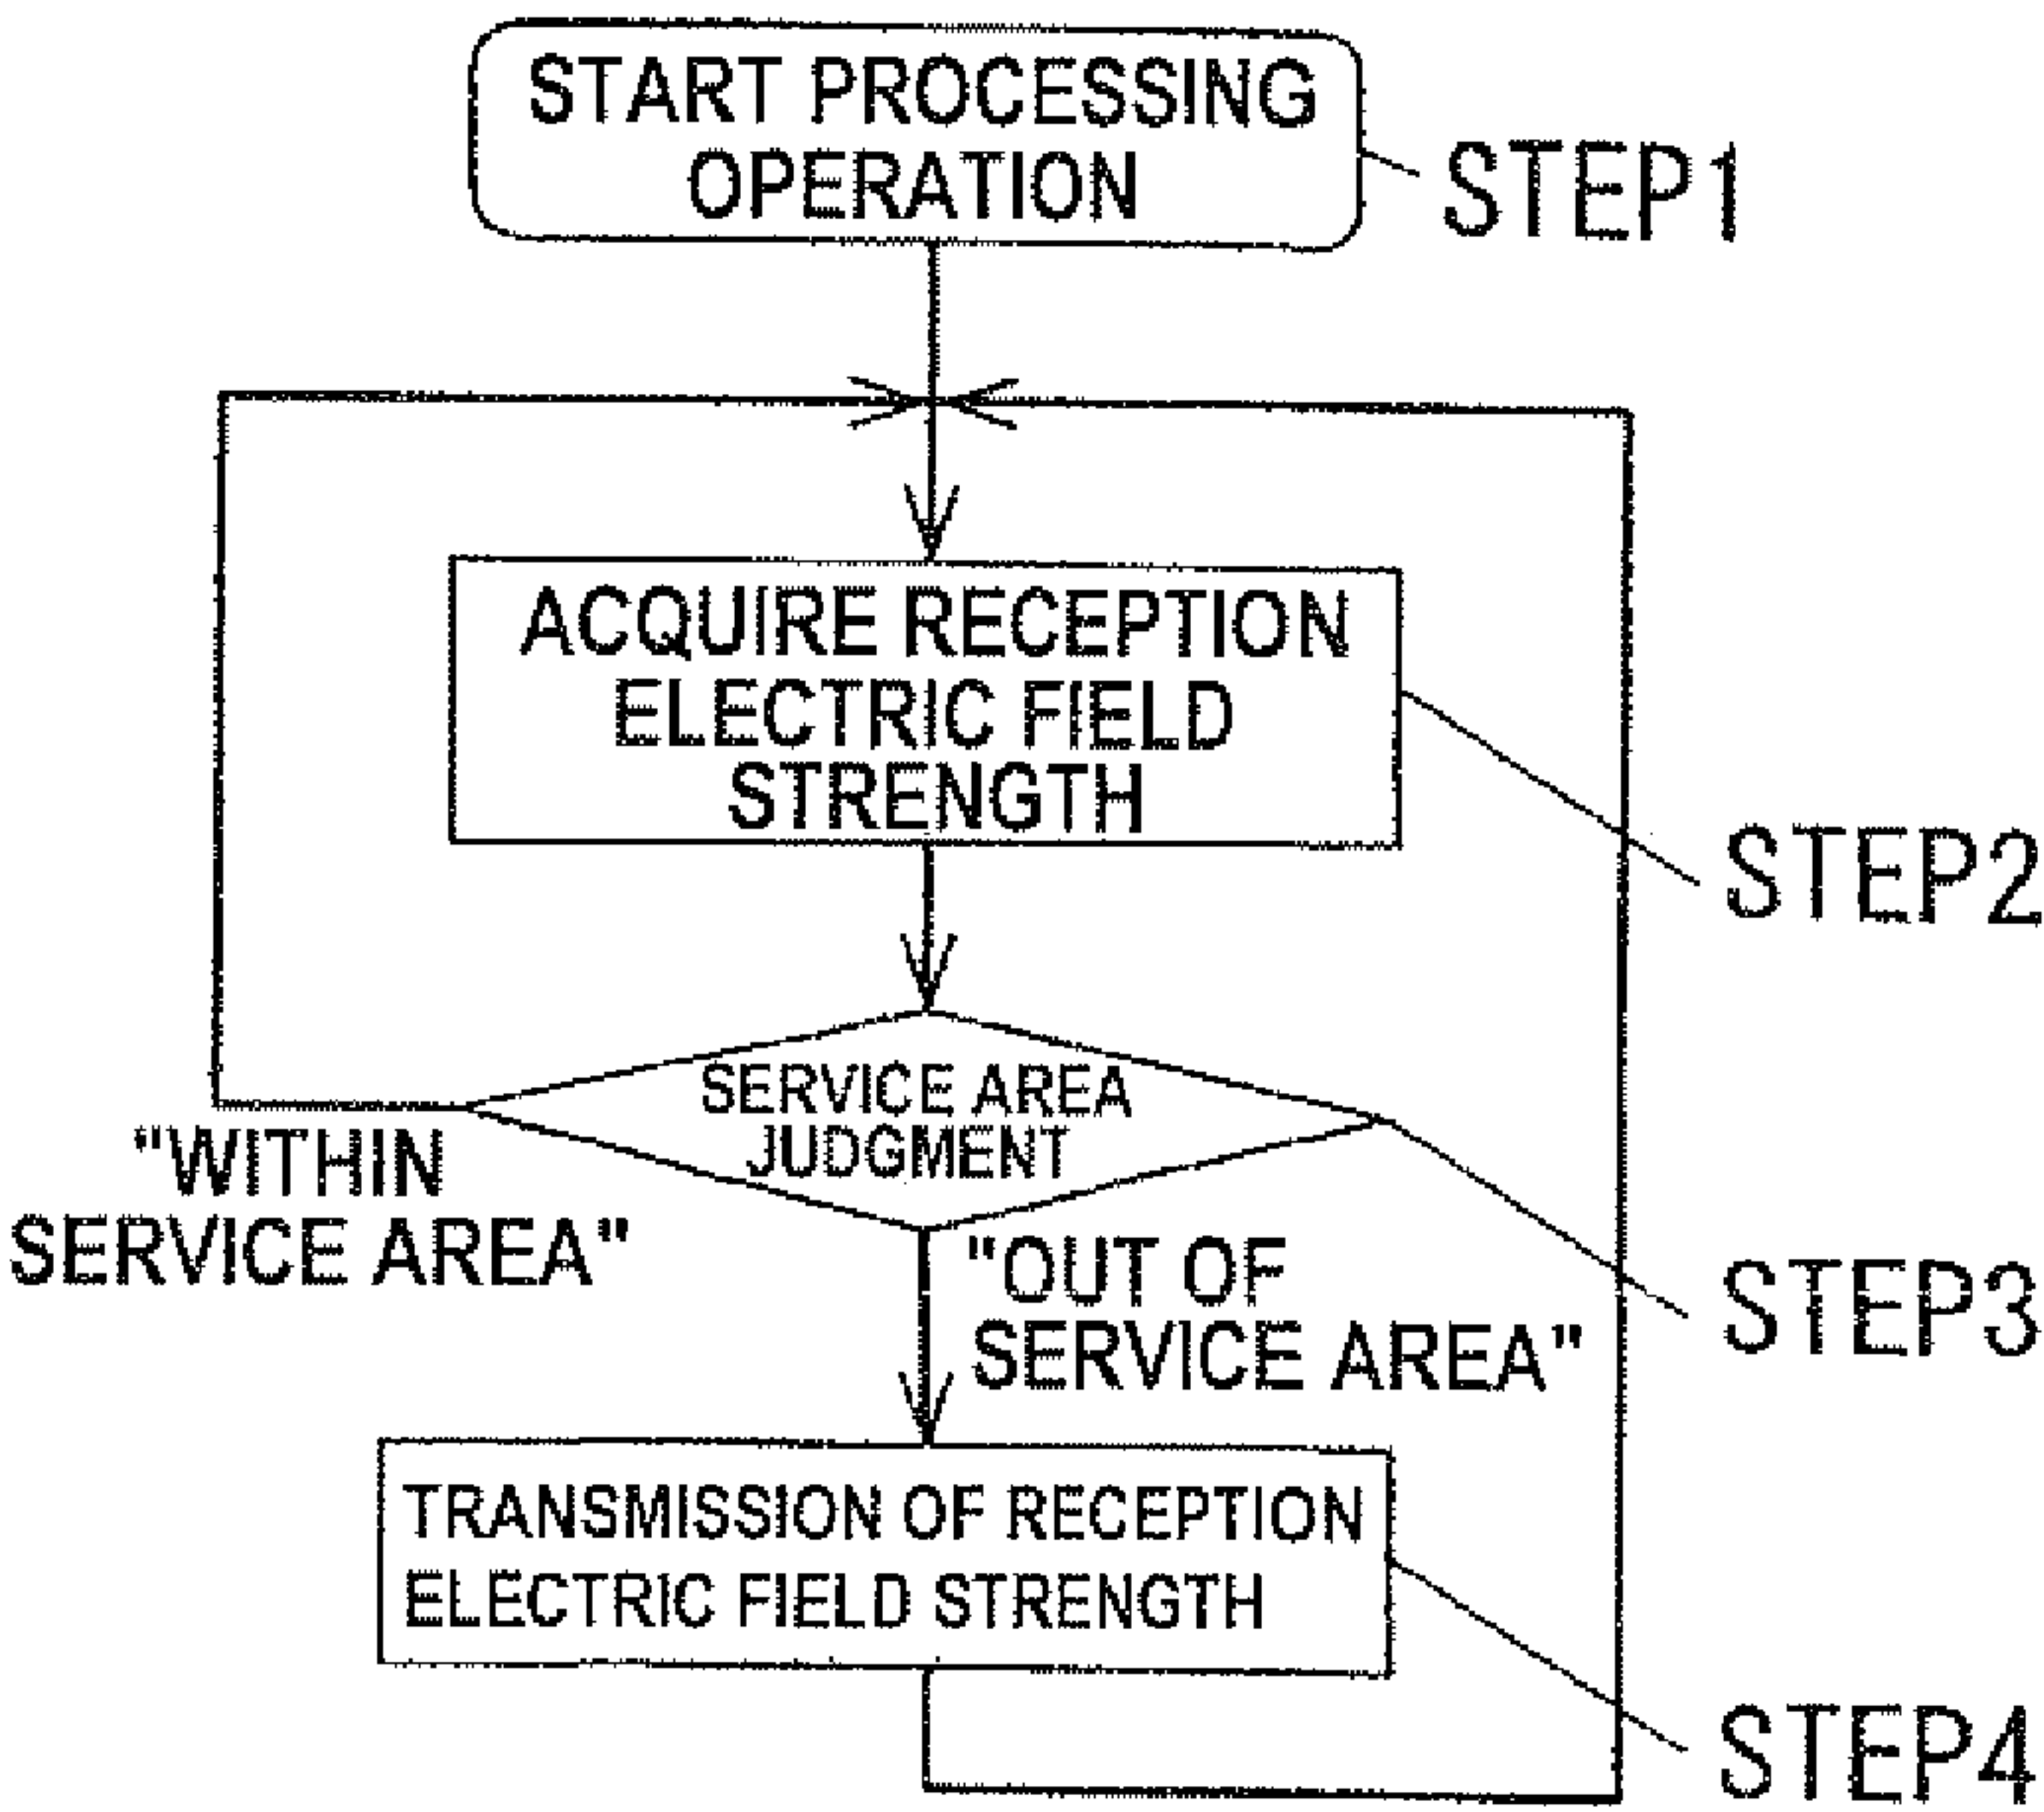 START PROCESSING
OPERATION
STEP1
ACQUIRE RECEPTION
ELECTRIC FIELD
STRENGTH
STEP2
SERVICE AREA
JUDGMENT
"WITHIN
SERVICE AREA"
"OUT OF
SERVICE AREA"
STEP3
TRANSMISSION OF RECEPTION
ELECTRIC FIELD STRENGTH
STEP4